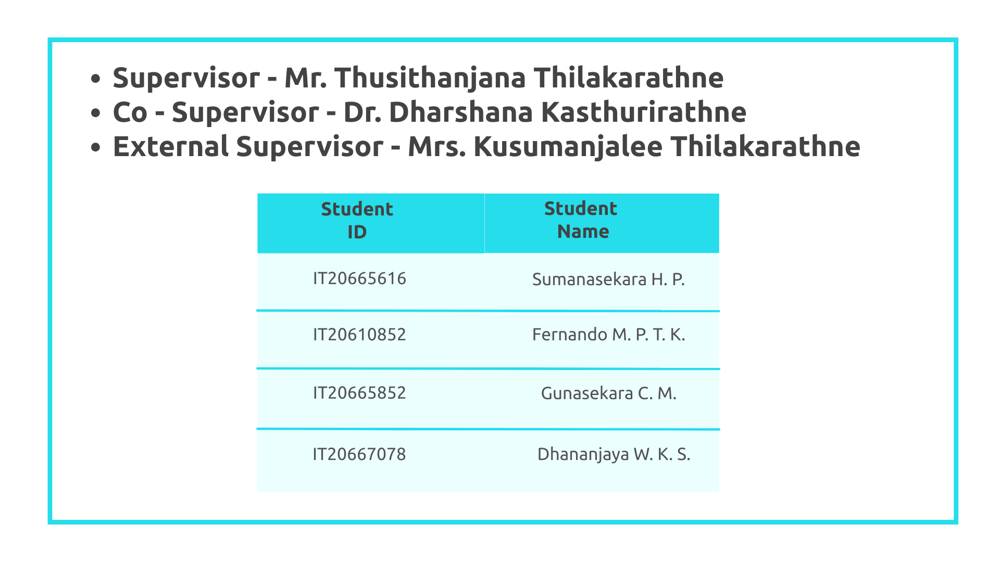 • Supervisor - Mr. Thusithanjana Thilakarathne
• Co - Supervisor - Dr. Dharshana Kasthurirathne
• External Supervisor - Mrs. Kusumanjalee Thilakarathne
Student
ID
Student
Name
IT20665616
Sumanasekara H. P.
IT20610852
Fernando M. P. T. K.
IT20665852
Gunasekara C. M.
IT20667078
Dhananjaya W. K. S.